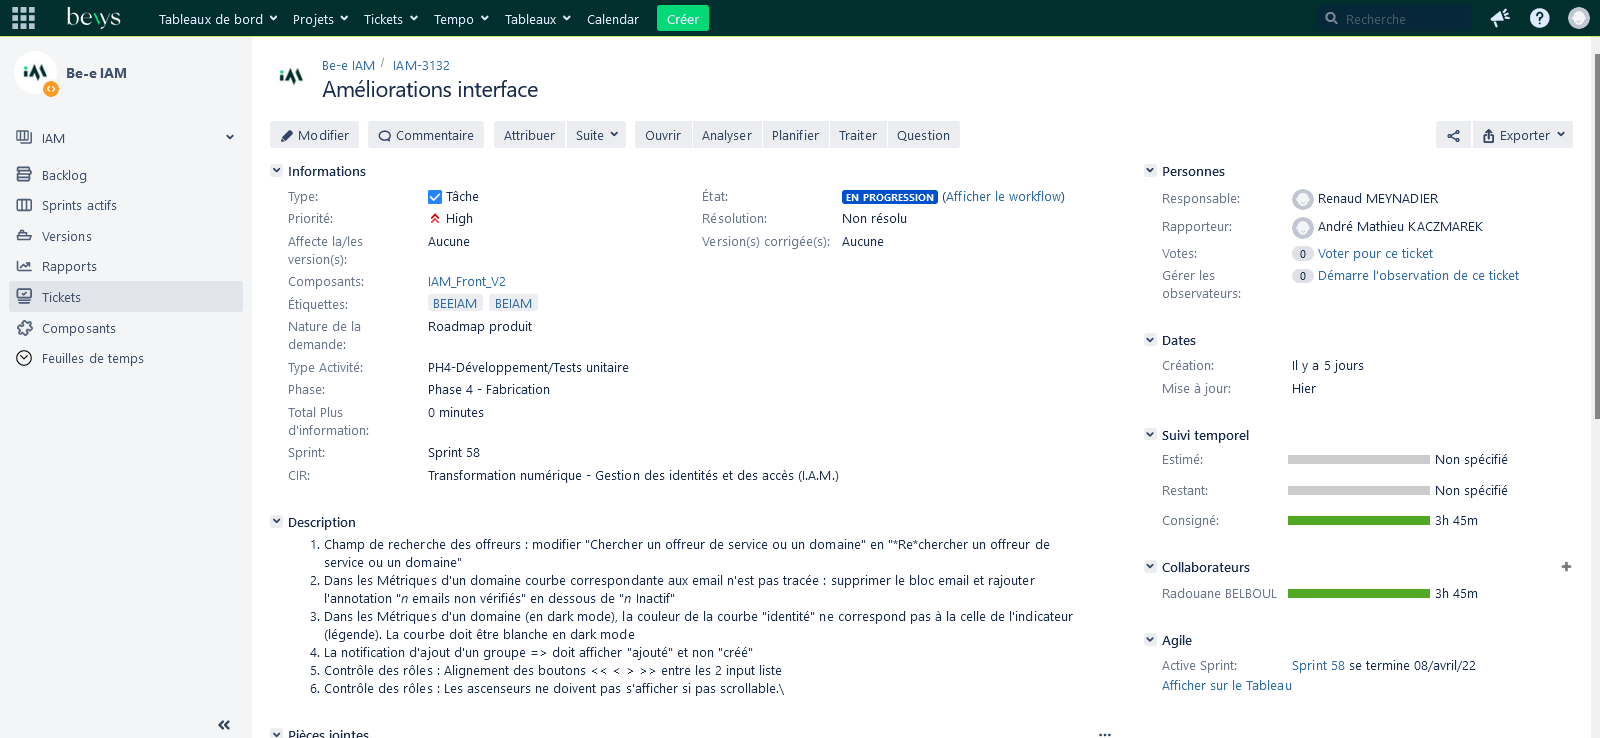 bewys Tableaux de bord Projets Tickets Tempo Tableaux Calendar Créer Recherche
iAM Be-e IAM
IAM
Backlog
Sprints actifs
Versions
Rapports
Tickets
Composants
Feuilles de temps
iAM
Be-e IAM / IAM-3132
Améliorations interface
Modifier Commentaire Attribuer Suite Ouvrir Analyser Planifier Traiter Question Exporter
Informations
Type: Tâche État: EN PROGRESSION (Afficher le workflow)
Priorité: High Résolution: Non résolu
Affecte la/les Aucune Version(s) corrigée(s): Aucune
version(s):
Composants: IAM_Front_V2
Étiquettes: BEEIAM BEIAM
Nature de la Roadmap produit
demande:
Type Activité: PH4-Développement/Tests unitaire
Phase: Phase 4 - Fabrication
Total Plus 0 minutes
d'information:
Sprint: Sprint 58
CIR: Transformation numérique - Gestion des identités et des accès (I.A.M.)
Description
1. Champ de recherche des offreurs : modifier "Chercher un offreur de service ou un domaine" en "*Re*chercher un offreur de
service ou un domaine"
2. Dans les Métriques d'un domaine courbe correspondante aux email n'est pas tracée : supprimer le bloc email et rajouter
l'annotation "n emails non vérifiés" en dessous de "n Inactif"
3. Dans les Métriques d'un domaine (en dark mode), la couleur de la courbe "identité" ne correspond pas à la celle de l'indicateur
(légende). La courbe doit être blanche en dark mode
4. La notification d'ajout d'un groupe => doit afficher "ajouté" et non "créé"
5. Contrôle des rôles : Alignement des boutons << < > >> entre les 2 input liste
6. Contrôle des rôles : Les ascenseurs ne doivent pas s'afficher si pas scrollable.\
Pièces jointes
Personnes
Responsable: Renaud MEYNADIER
Rapporteur: André Mathieu KACZMAREK
Votes: 0 Voter pour ce ticket
Gérer les 0 Démarre l'observation de ce ticket
observateurs:
Dates
Création: Il y a 5 jours
Mise à jour: Hier
Suivi temporel
Estimé: Non spécifié
Restant: Non spécifié
Consigné: 3h 45m
Collaborateurs
Radouane BELBOUL 3h 45m
Agile
Active Sprint: Sprint 58 se termine 08/avril/22
Afficher sur le Tableau